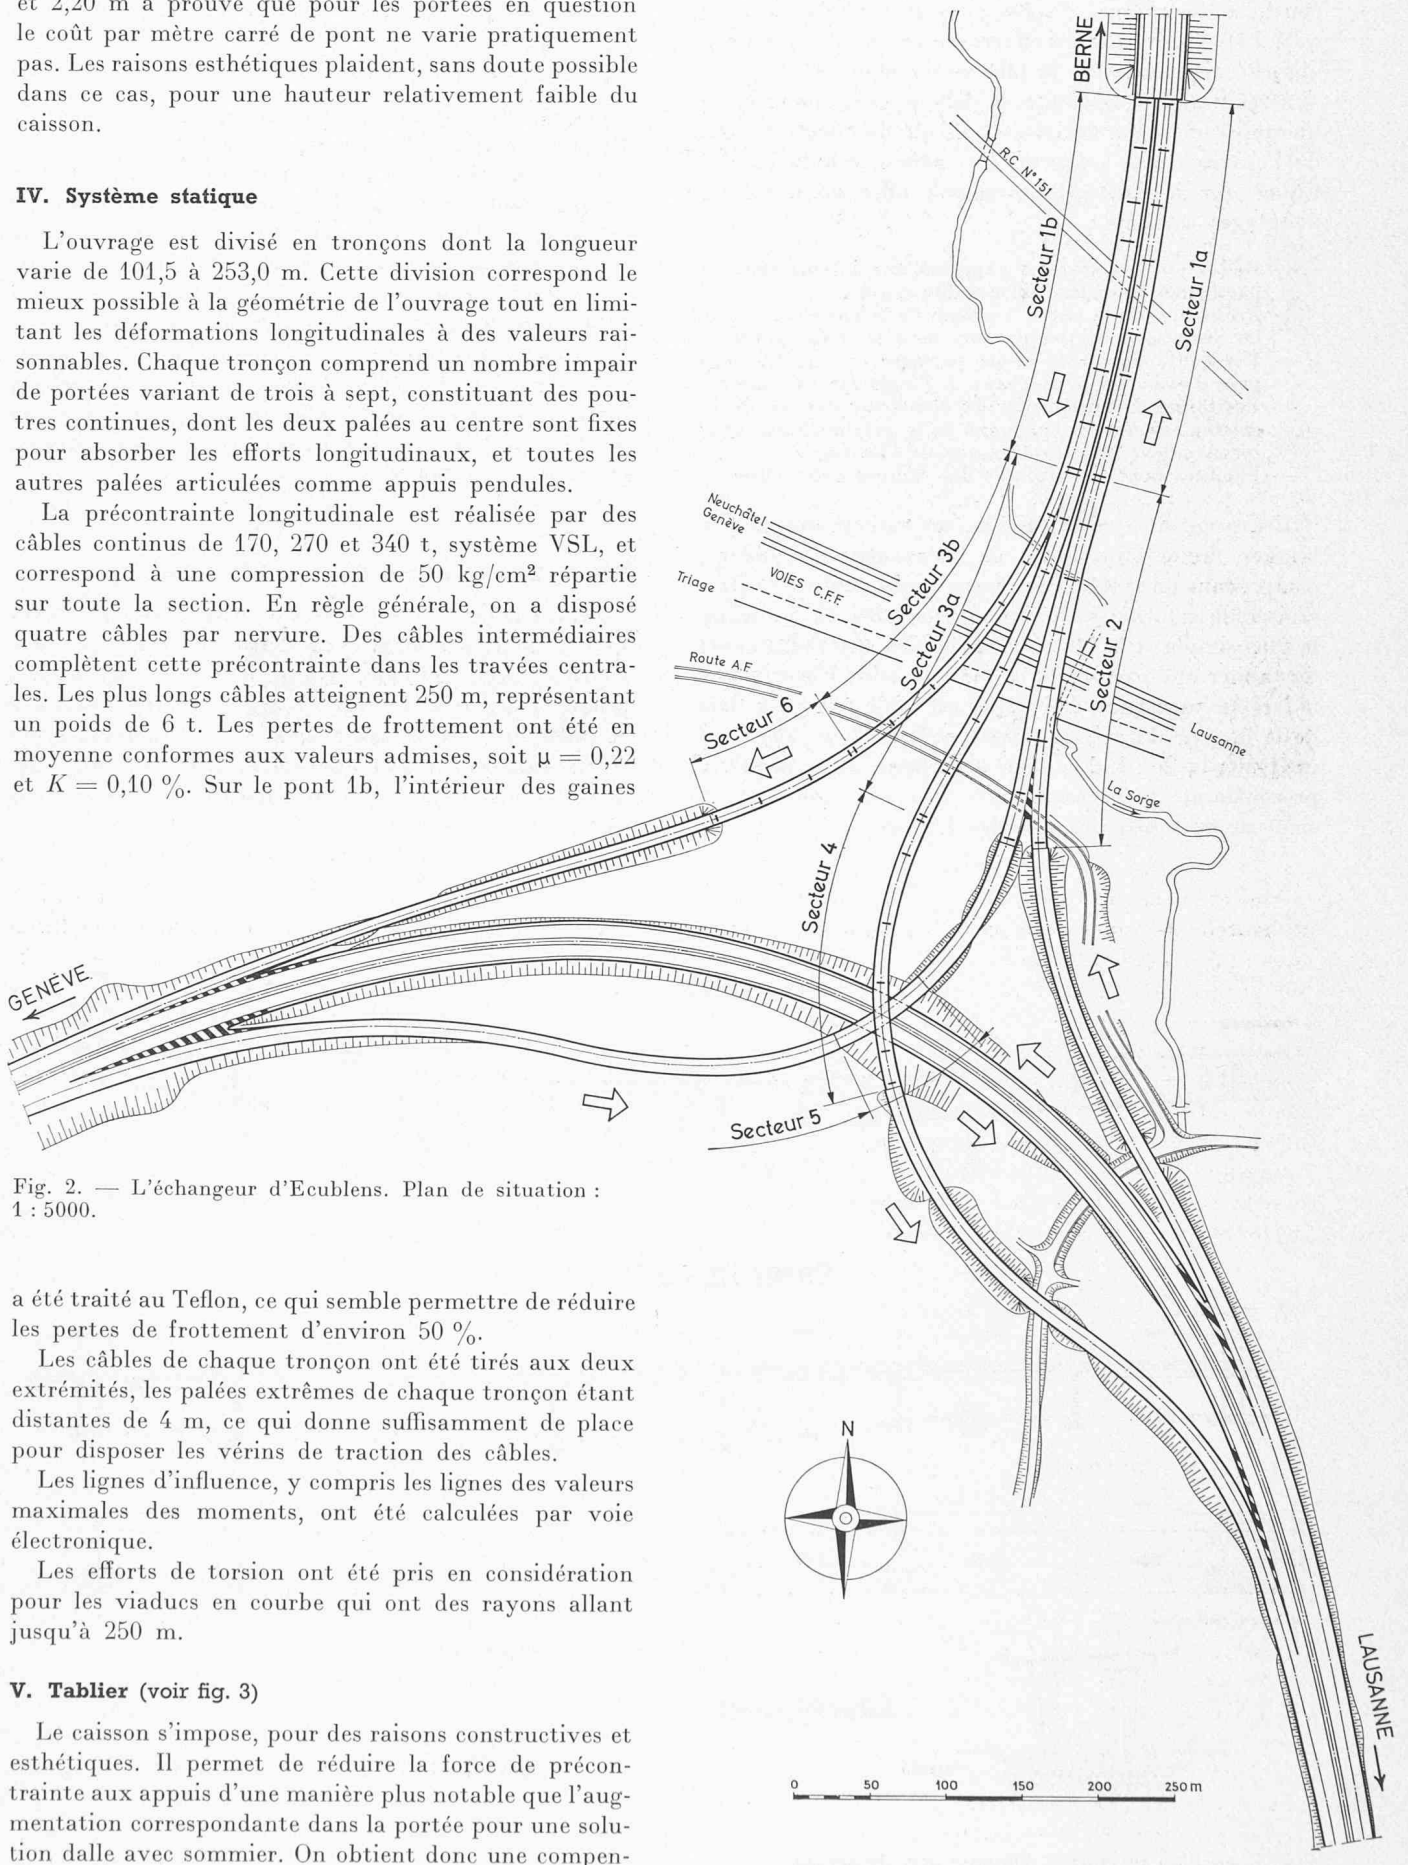 et 2,20 m a prouvé que pour les portées en question
le coût par mètre carré de pont ne varie pratiquement
pas. Les raisons esthétiques plaident, sans doute possible
dans ce cas, pour une hauteur relativement faible du
caisson.
IV. Système statique
L'ouvrage est divisé en tronçons dont la longueur
varie de 101,5 à 253,0 m. Cette division correspond le
mieux possible à la géométrie de l'ouvrage tout en limi-
tant les déformations longitudinales à des valeurs rai-
sonnables. Chaque tronçon comprend un nombre impair
de portées variant de trois à sept, constituant des pou-
tres continues, dont les deux palées au centre sont fixes
pour absorber les efforts longitudinaux, et toutes les
autres palées articulées comme appuis pendules.
La précontrainte longitudinale est réalisée par des
câbles continus de 170, 270 et 340 t, système VSL, et
correspond à une compression de 50 kg/cm² répartie
sur toute la section. En règle générale, on a disposé
quatre câbles par nervure. Des câbles intermédiaires
complètent cette précontrainte dans les travées centra-
les. Les plus longs câbles atteignent 250 m, représentant
un poids de 6 t. Les pertes de frottement ont été en
moyenne conformes aux valeurs admises, soit μ = 0,22
et K = 0,10 %. Sur le pont 1b, l'intérieur des gaines
BERNE
R.C. N° 151
Secteur 1b
Secteur 1a
Neuchâtel
Genève
VOIES C.F.F.
Triage
Secteur 3b
Secteur 3a
Secteur 2
Route A.F.
Secteur 6
Lausanne
La Sorge
Secteur 4
GENÈVE
Secteur 5
Fig. 2. — L'échangeur d'Ecublens. Plan de situation :
1 : 5000.
a été traité au Teflon, ce qui semble permettre de réduire
les pertes de frottement d'environ 50 %.
Les câbles de chaque tronçon ont été tirés aux deux
extrémités, les palées extrêmes de chaque tronçon étant
distantes de 4 m, ce qui donne suffisamment de place
pour disposer les vérins de traction des câbles.
Les lignes d'influence, y compris les lignes des valeurs
maximales des moments, ont été calculées par voie
électronique.
Les efforts de torsion ont été pris en considération
pour les viaducs en courbe qui ont des rayons allant
jusqu'à 250 m.
N
LAUSANNE
V. Tablier (voir fig. 3)
Le caisson s'impose, pour des raisons constructives et
esthétiques. Il permet de réduire la force de précon-
trainte aux appuis d'une manière plus notable que l'aug-
mentation correspondante dans la portée pour une solu-
tion dalle avec sommier. On obtient donc une compen-
0 50 100 150 200 250 m